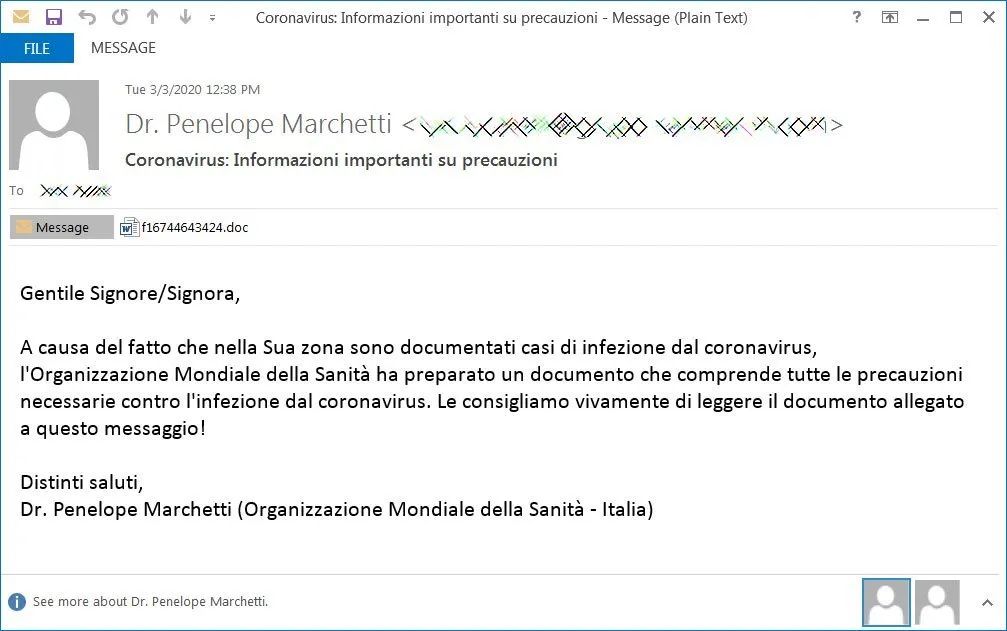 Coronavirus: Informazioni importanti su precauzioni - Message (Plain Text)
?
FILE MESSAGE
Tue 3/3/2020 12:38 PM
Dr. Penelope Marchetti < >
Coronavirus: Informazioni importanti su precauzioni
To
Message f16744643424.doc
Gentile Signore/Signora,
A causa del fatto che nella Sua zona sono documentati casi di infezione dal coronavirus,
l'Organizzazione Mondiale della Sanità ha preparato un documento che comprende tutte le precauzioni
necessarie contro l'infezione dal coronavirus. Le consigliamo vivamente di leggere il documento allegato
a questo messaggio!
Distinti saluti,
Dr. Penelope Marchetti (Organizzazione Mondiale della Sanità - Italia)
See more about Dr. Penelope Marchetti.